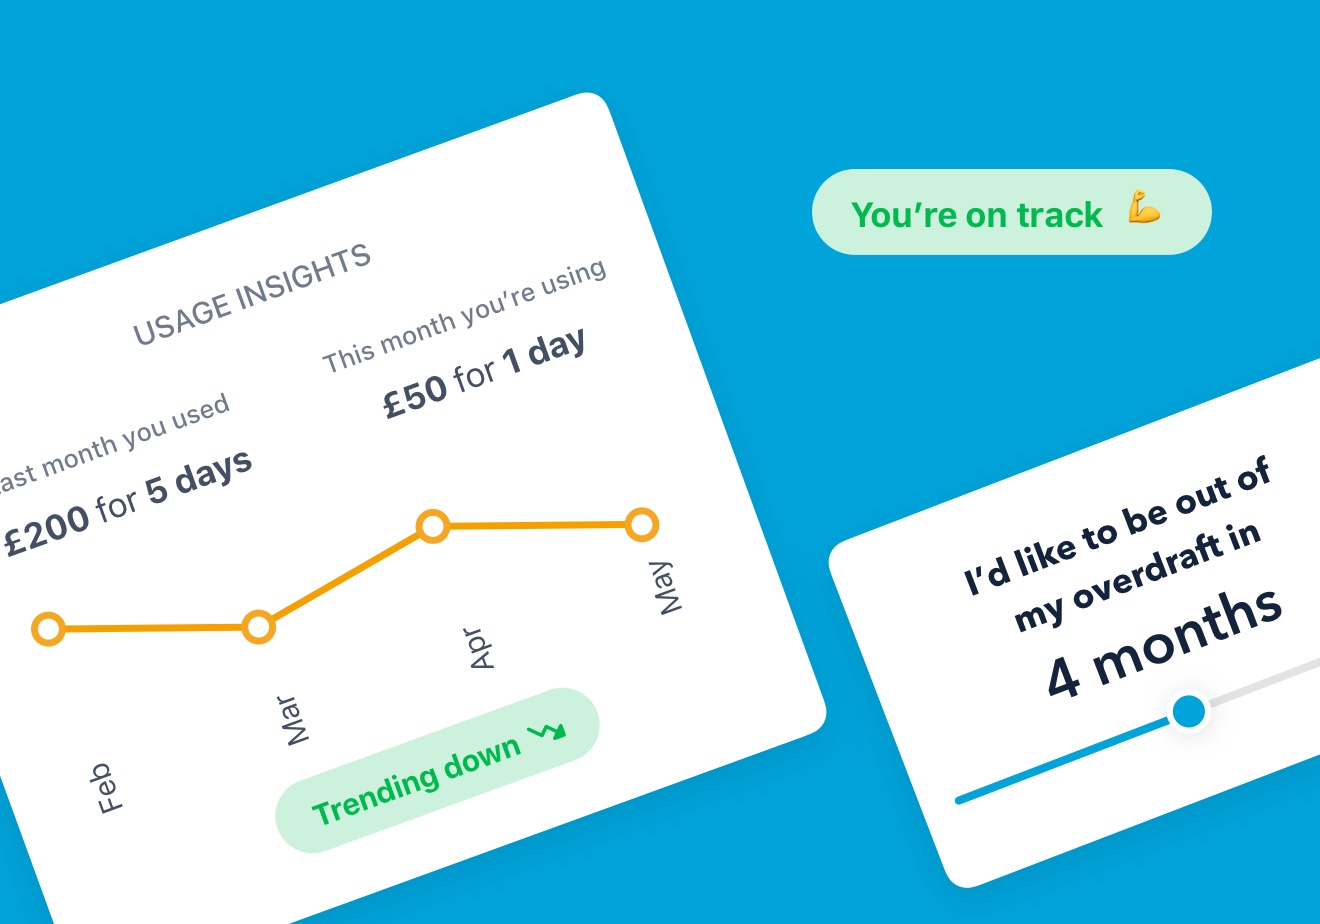 USAGE INSIGHTS
last month you used
£200 for 5 days
This month you’re using
£50 for 1 day
Feb
Mar
Apr
May
Trending down
You’re on track 💪
I’d like to be out of
my overdraft in
4 months